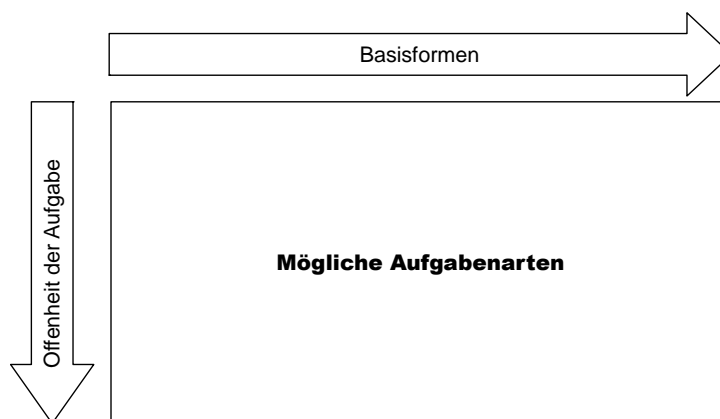 Basisformen
Offenheit der Aufgabe
Mögliche Aufgabenarten